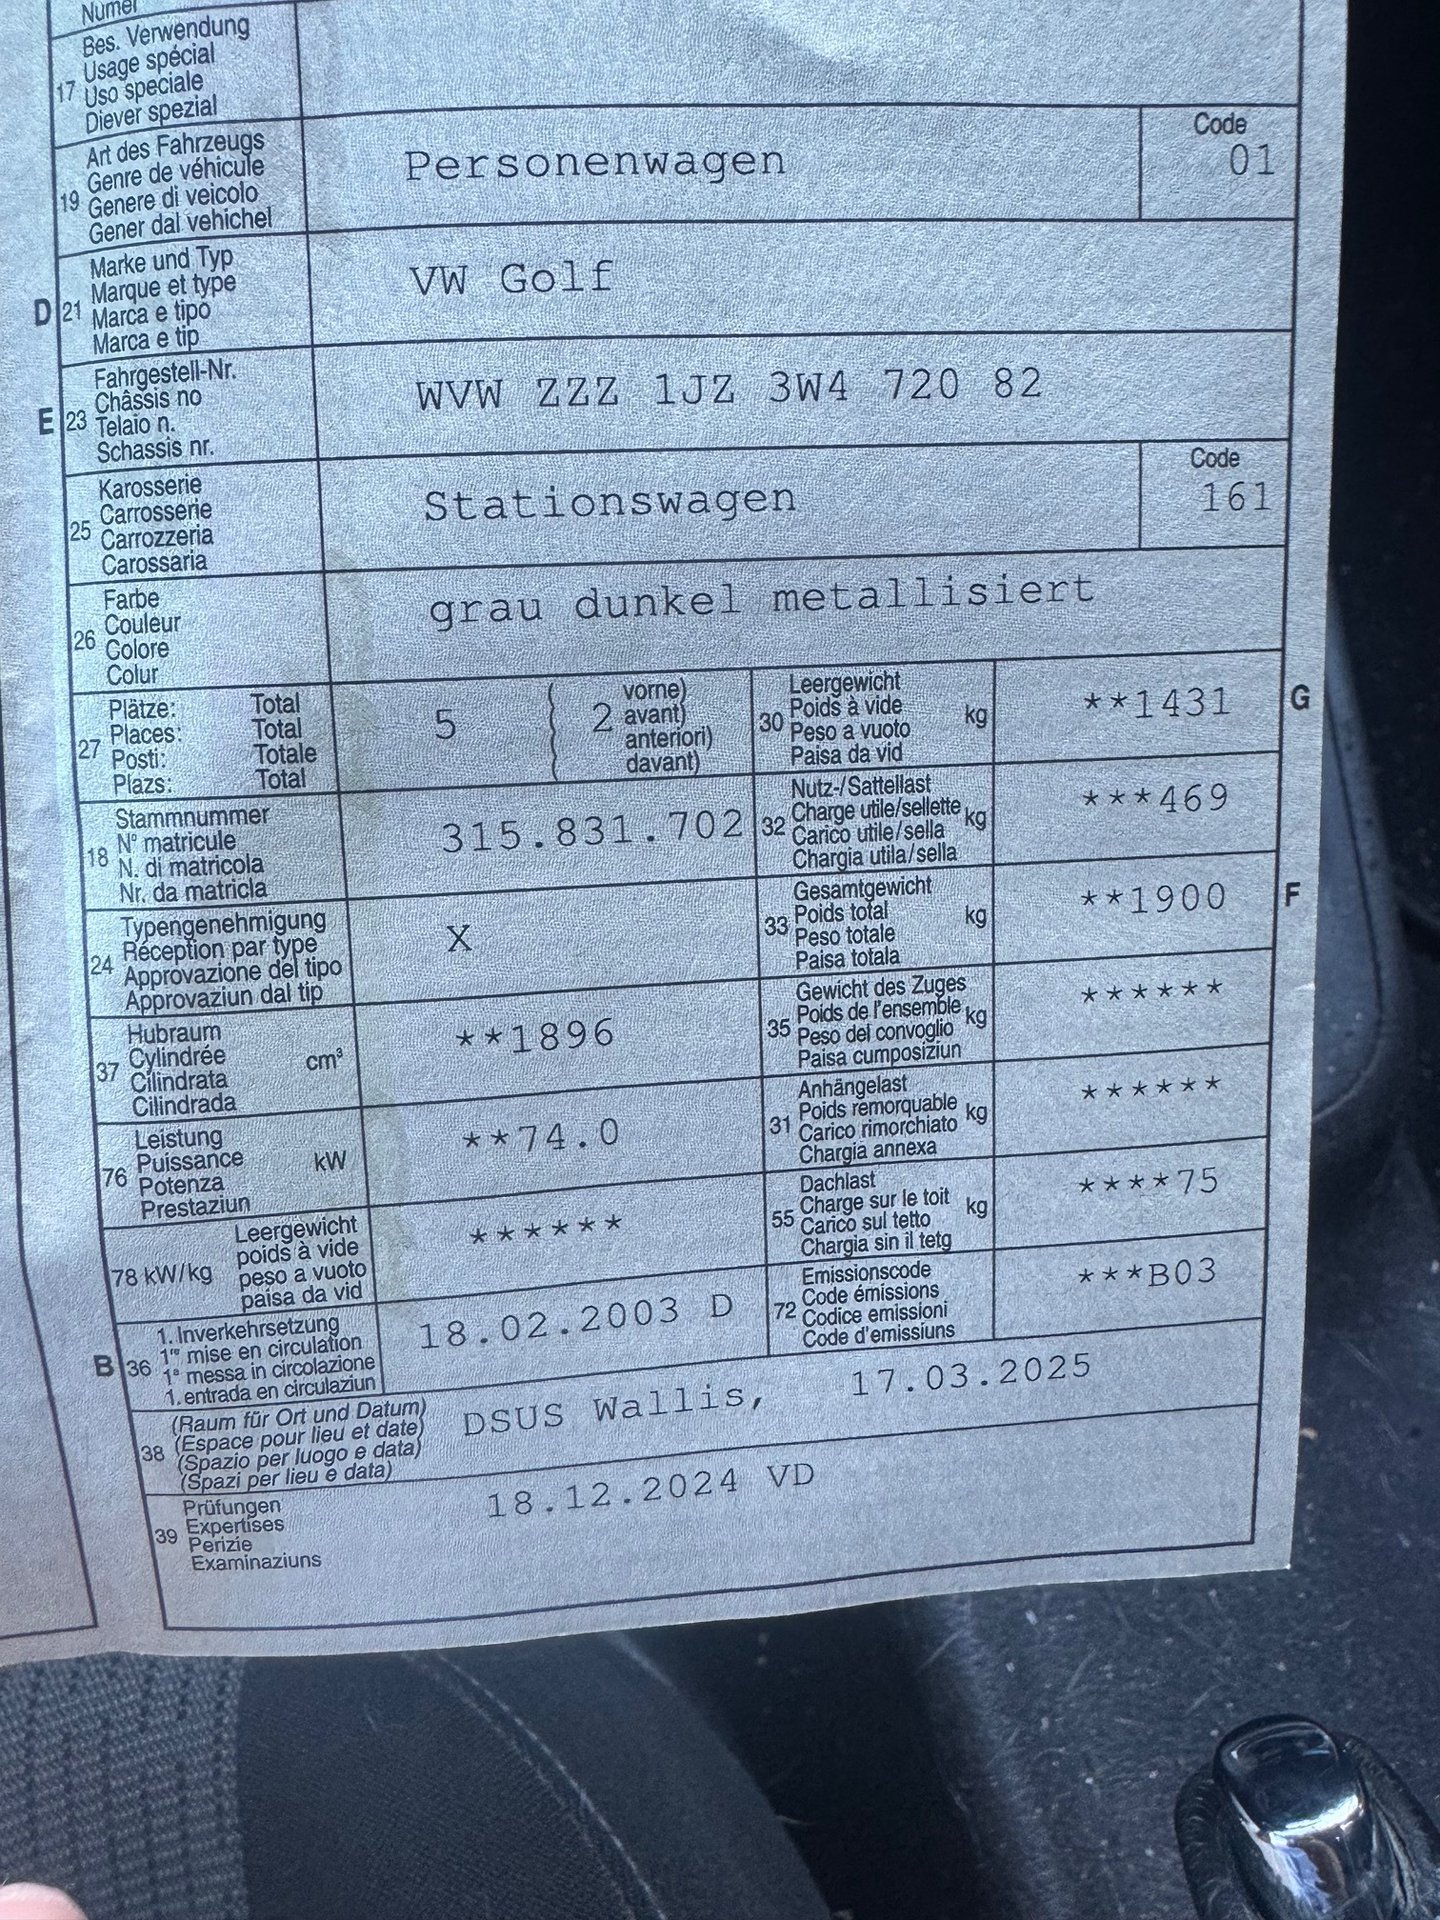 Numer
17 Bes. Verwendung
Usage spécial
Uso speciale
Diever spezial
19 Art des Fahrzeugs
Genre de véhicule
Genere di veicolo
Gener dal vehichel
Personenwagen
Code
01
D 21 Marke und Typ
Marque et type
Marca e tipo
Marca e tip
VW Golf
E 23 Fahrgestell-Nr.
Châssis no
Telaio n.
Schassis nr.
WVW ZZZ 1JZ 3W4 720 82
25 Karosserie
Carrosserie
Carrozzeria
Carossaria
Stationswagen
Code
161
26 Farbe
Couleur
Colore
Colur
grau dunkel metallisiert
27 Plätze: Total
Places: Total
Posti: Totale
Plazs: Total
5 ( 2 vorne)
avant)
anteriori)
davant)
30 Leergewicht
Poids à vide
Peso a vuoto
Paisa da vid
kg
**1431
G
18 Stammnummer
N° matricule
N. di matricola
Nr. da matricla
315.831.702
32 Nutz-/Sattellast
Charge utile/sellette
Carico utile/sella
Chargia utila/sella
kg
***469
24 Typengenehmigung
Réception par type
Approvazione del tipo
Approvaziun dal tip
X
33 Gesamtgewicht
Poids total
Peso totale
Paisa totala
kg
**1900
F
37 Hubraum
Cylindrée
Cilindrata
Cilindrada
cm³
**1896
35 Gewicht des Zuges
Poids de l'ensemble
Peso del convoglio
Paisa cumposiziun
kg
******
76 Leistung
Puissance
Potenza
Prestaziun
kW
**74.0
31 Anhängelast
Poids remorquable
Carico rimorchiato
Chargia annexa
kg
******
78 kW/kg Leergewicht
poids à vide
peso a vuoto
paisa da vid
******
55 Dachlast
Charge sur le toit
Carico sul tetto
Chargia sin il tetg
kg
****75
B 36 1. Inverkehrsetzung
1re mise en circulation
1a messa in circolazione
1. entrada en circulaziun
18.02.2003 D
72 Emissionscode
Code émissions
Codice emissioni
Code d'emissiuns
***B03
38 (Raum für Ort und Datum)
(Espace pour lieu et date)
(Spazio per luogo e data)
(Spazi per lieu e data)
DSUS Wallis, 17.03.2025
39 Prüfungen
Expertises
Perizie
Examinaziuns
18.12.2024 VD